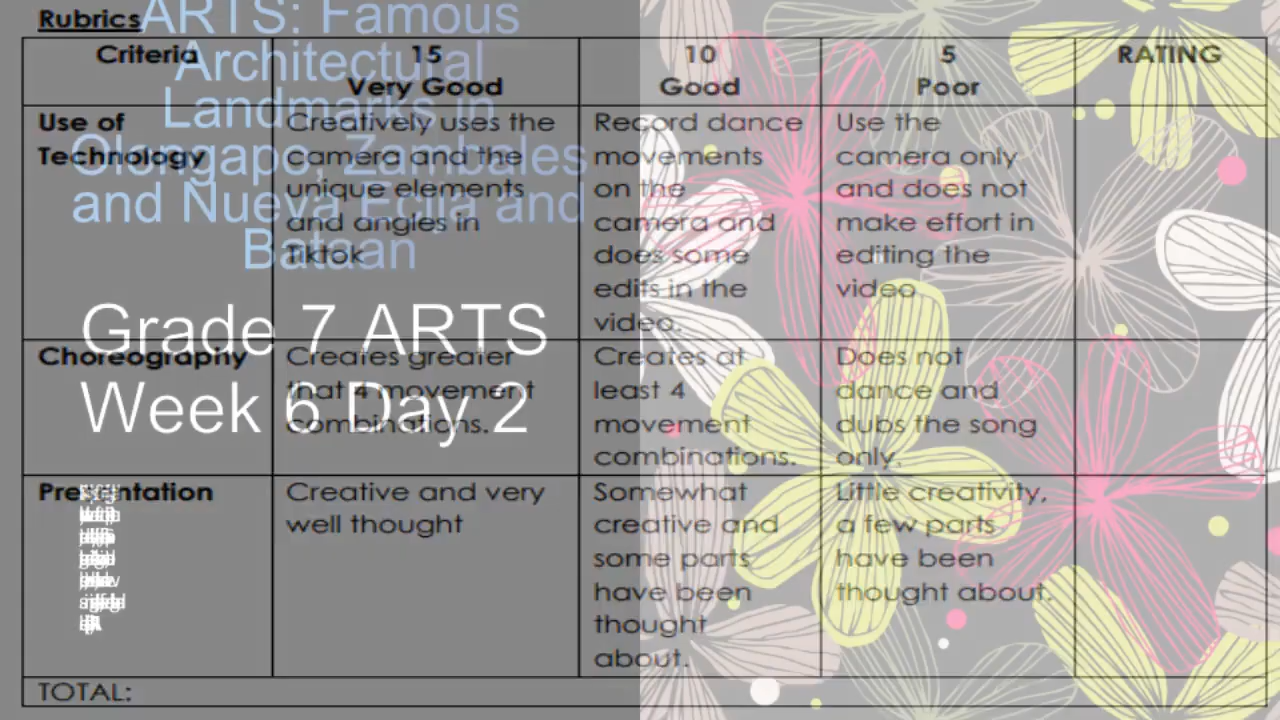 Rubrics
ARTS: Famous
Architectural
Landmarks in
Olongapo, Zambales
and Nueva Ecija and
Bataan
Grade 7 ARTS
Week 6 Day 2
Criteria
15
Very Good
10
Good
5
Poor
RATING
Use of
Technology
Creatively uses the
camera and the
unique elements
and angles in
Tiktok
Record dance
movements
on the
camera and
does some
edits in the
video.
Use the
camera only
and does not
make effort in
editing the
video.
Choreography
Creates greater
that 4 movement
combinations.
Creates at
least 4
movement
combinations.
Does not
dance and
dubs the song
only.
Presentation
Creative and very
well thought
Somewhat
creative and
some parts
have been
thought
about.
Little creativity,
a few parts
have been
thought about.
TOTAL: